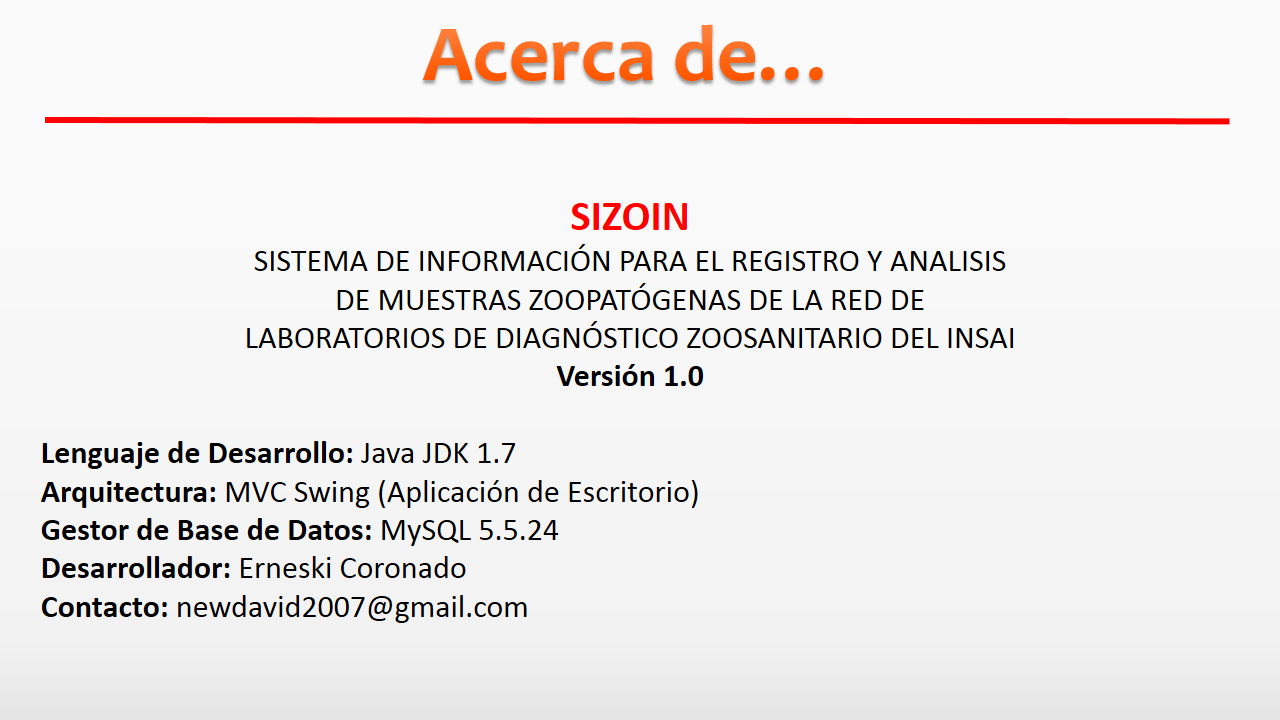 Acerca de...
SIZOIN
SISTEMA DE INFORMACIÓN PARA EL REGISTRO Y ANALISIS
DE MUESTRAS ZOOPATÓGENAS DE LA RED DE
LABORATORIOS DE DIAGNÓSTICO ZOOSANITARIO DEL INSAI
Versión 1.0
Lenguaje de Desarrollo: Java JDK 1.7
Arquitectura: MVC Swing (Aplicación de Escritorio)
Gestor de Base de Datos: MySQL 5.5.24
Desarrollador: Erneski Coronado
Contacto: newdavid2007@gmail.com